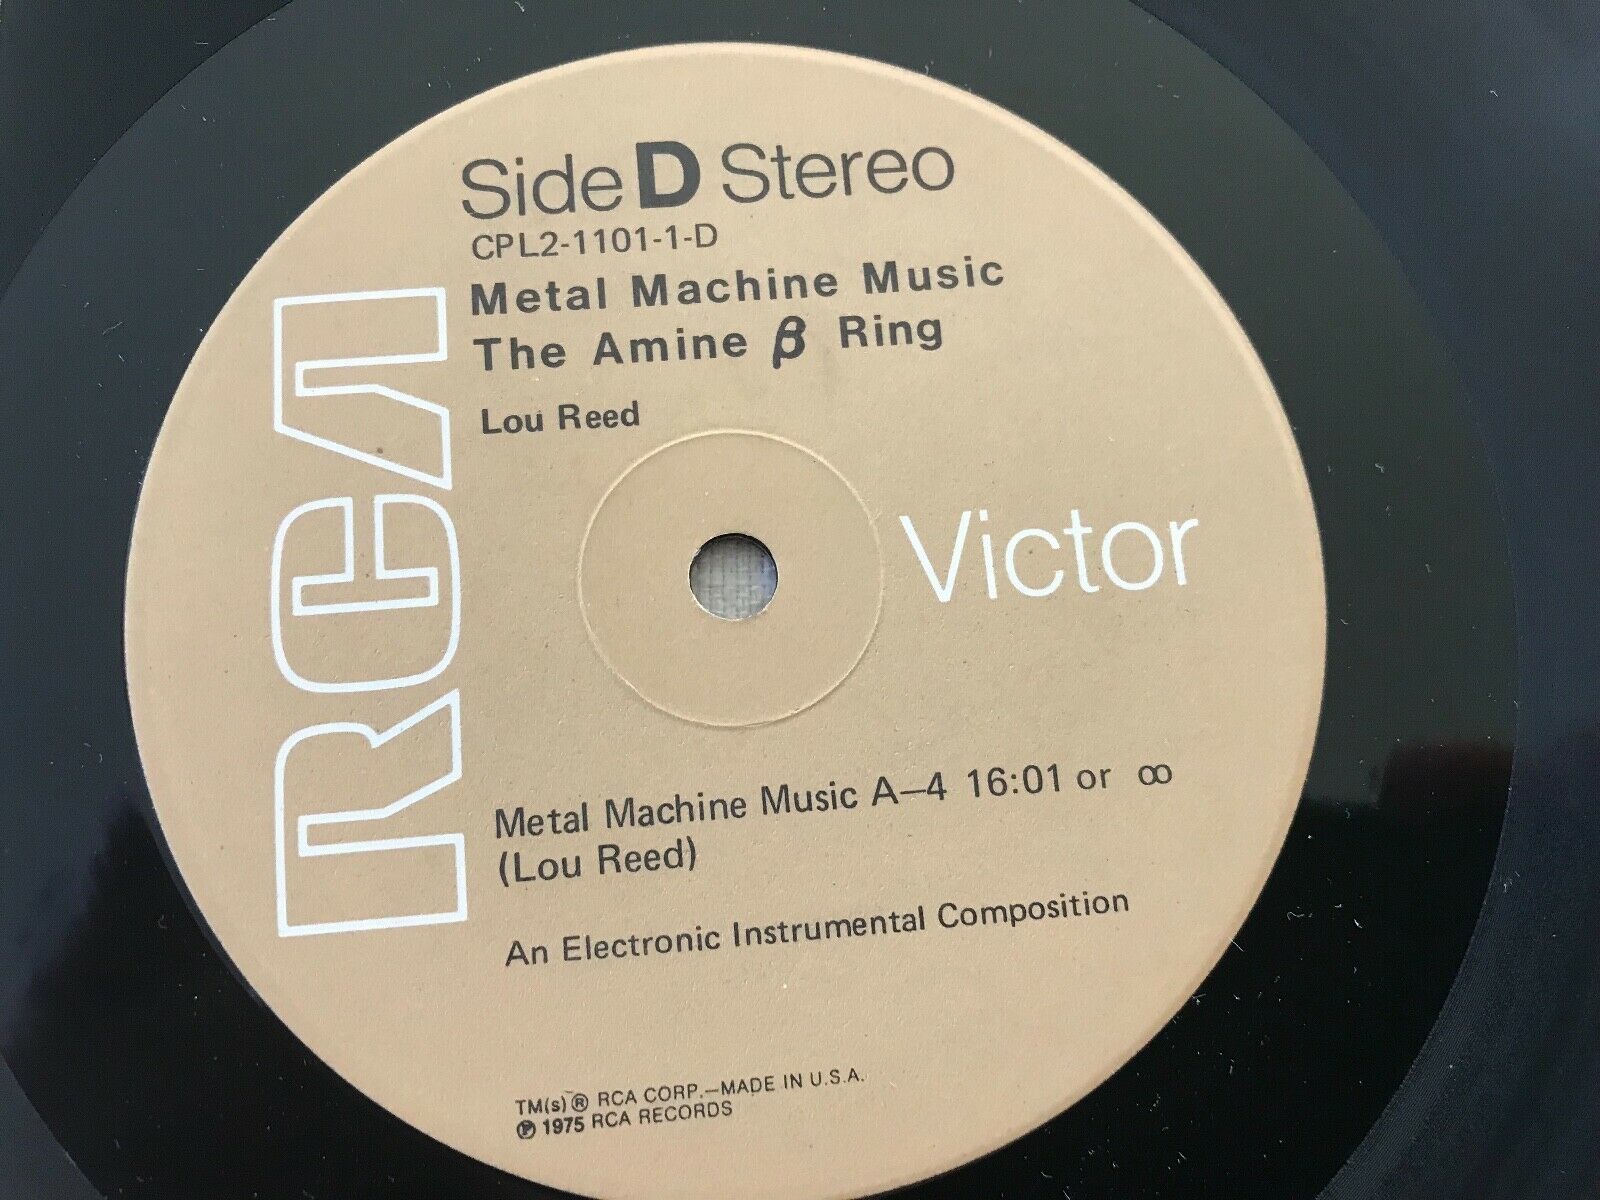 Side D Stereo
CPL2-1101-1-D
Metal Machine Music
The Amine β Ring
Lou Reed
RCA
Victor
Metal Machine Music A—4 16:01 or ∞
(Lou Reed)
An Electronic Instrumental Composition
TM(s) ® RCA CORP.—MADE IN U.S.A.
℗ 1975 RCA RECORDS